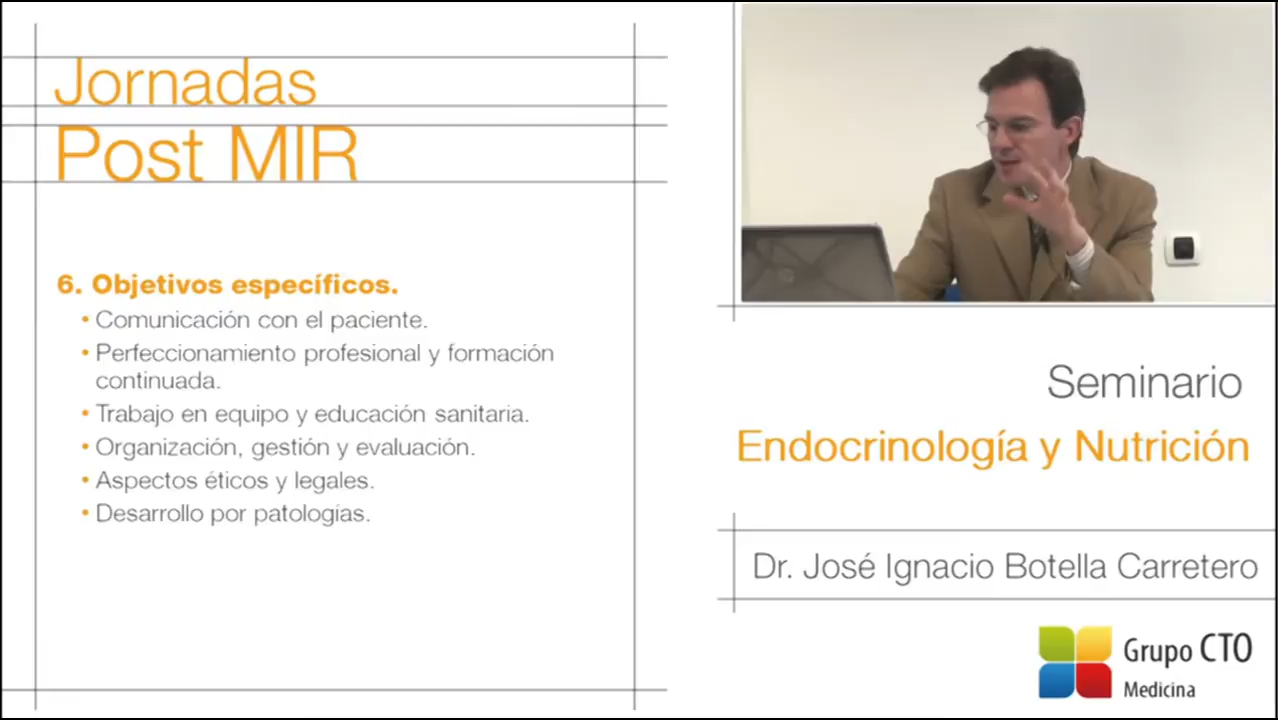 Jornadas
Post MIR
6. Objetivos específicos.
• Comunicación con el paciente.
• Perfeccionamiento profesional y formación
continuada.
• Trabajo en equipo y educación sanitaria.
• Organización, gestión y evaluación.
• Aspectos éticos y legales.
• Desarrollo por patologías.
Seminario
Endocrinología y Nutrición
Dr. José Ignacio Botella Carretero
Grupo CTO
Medicina